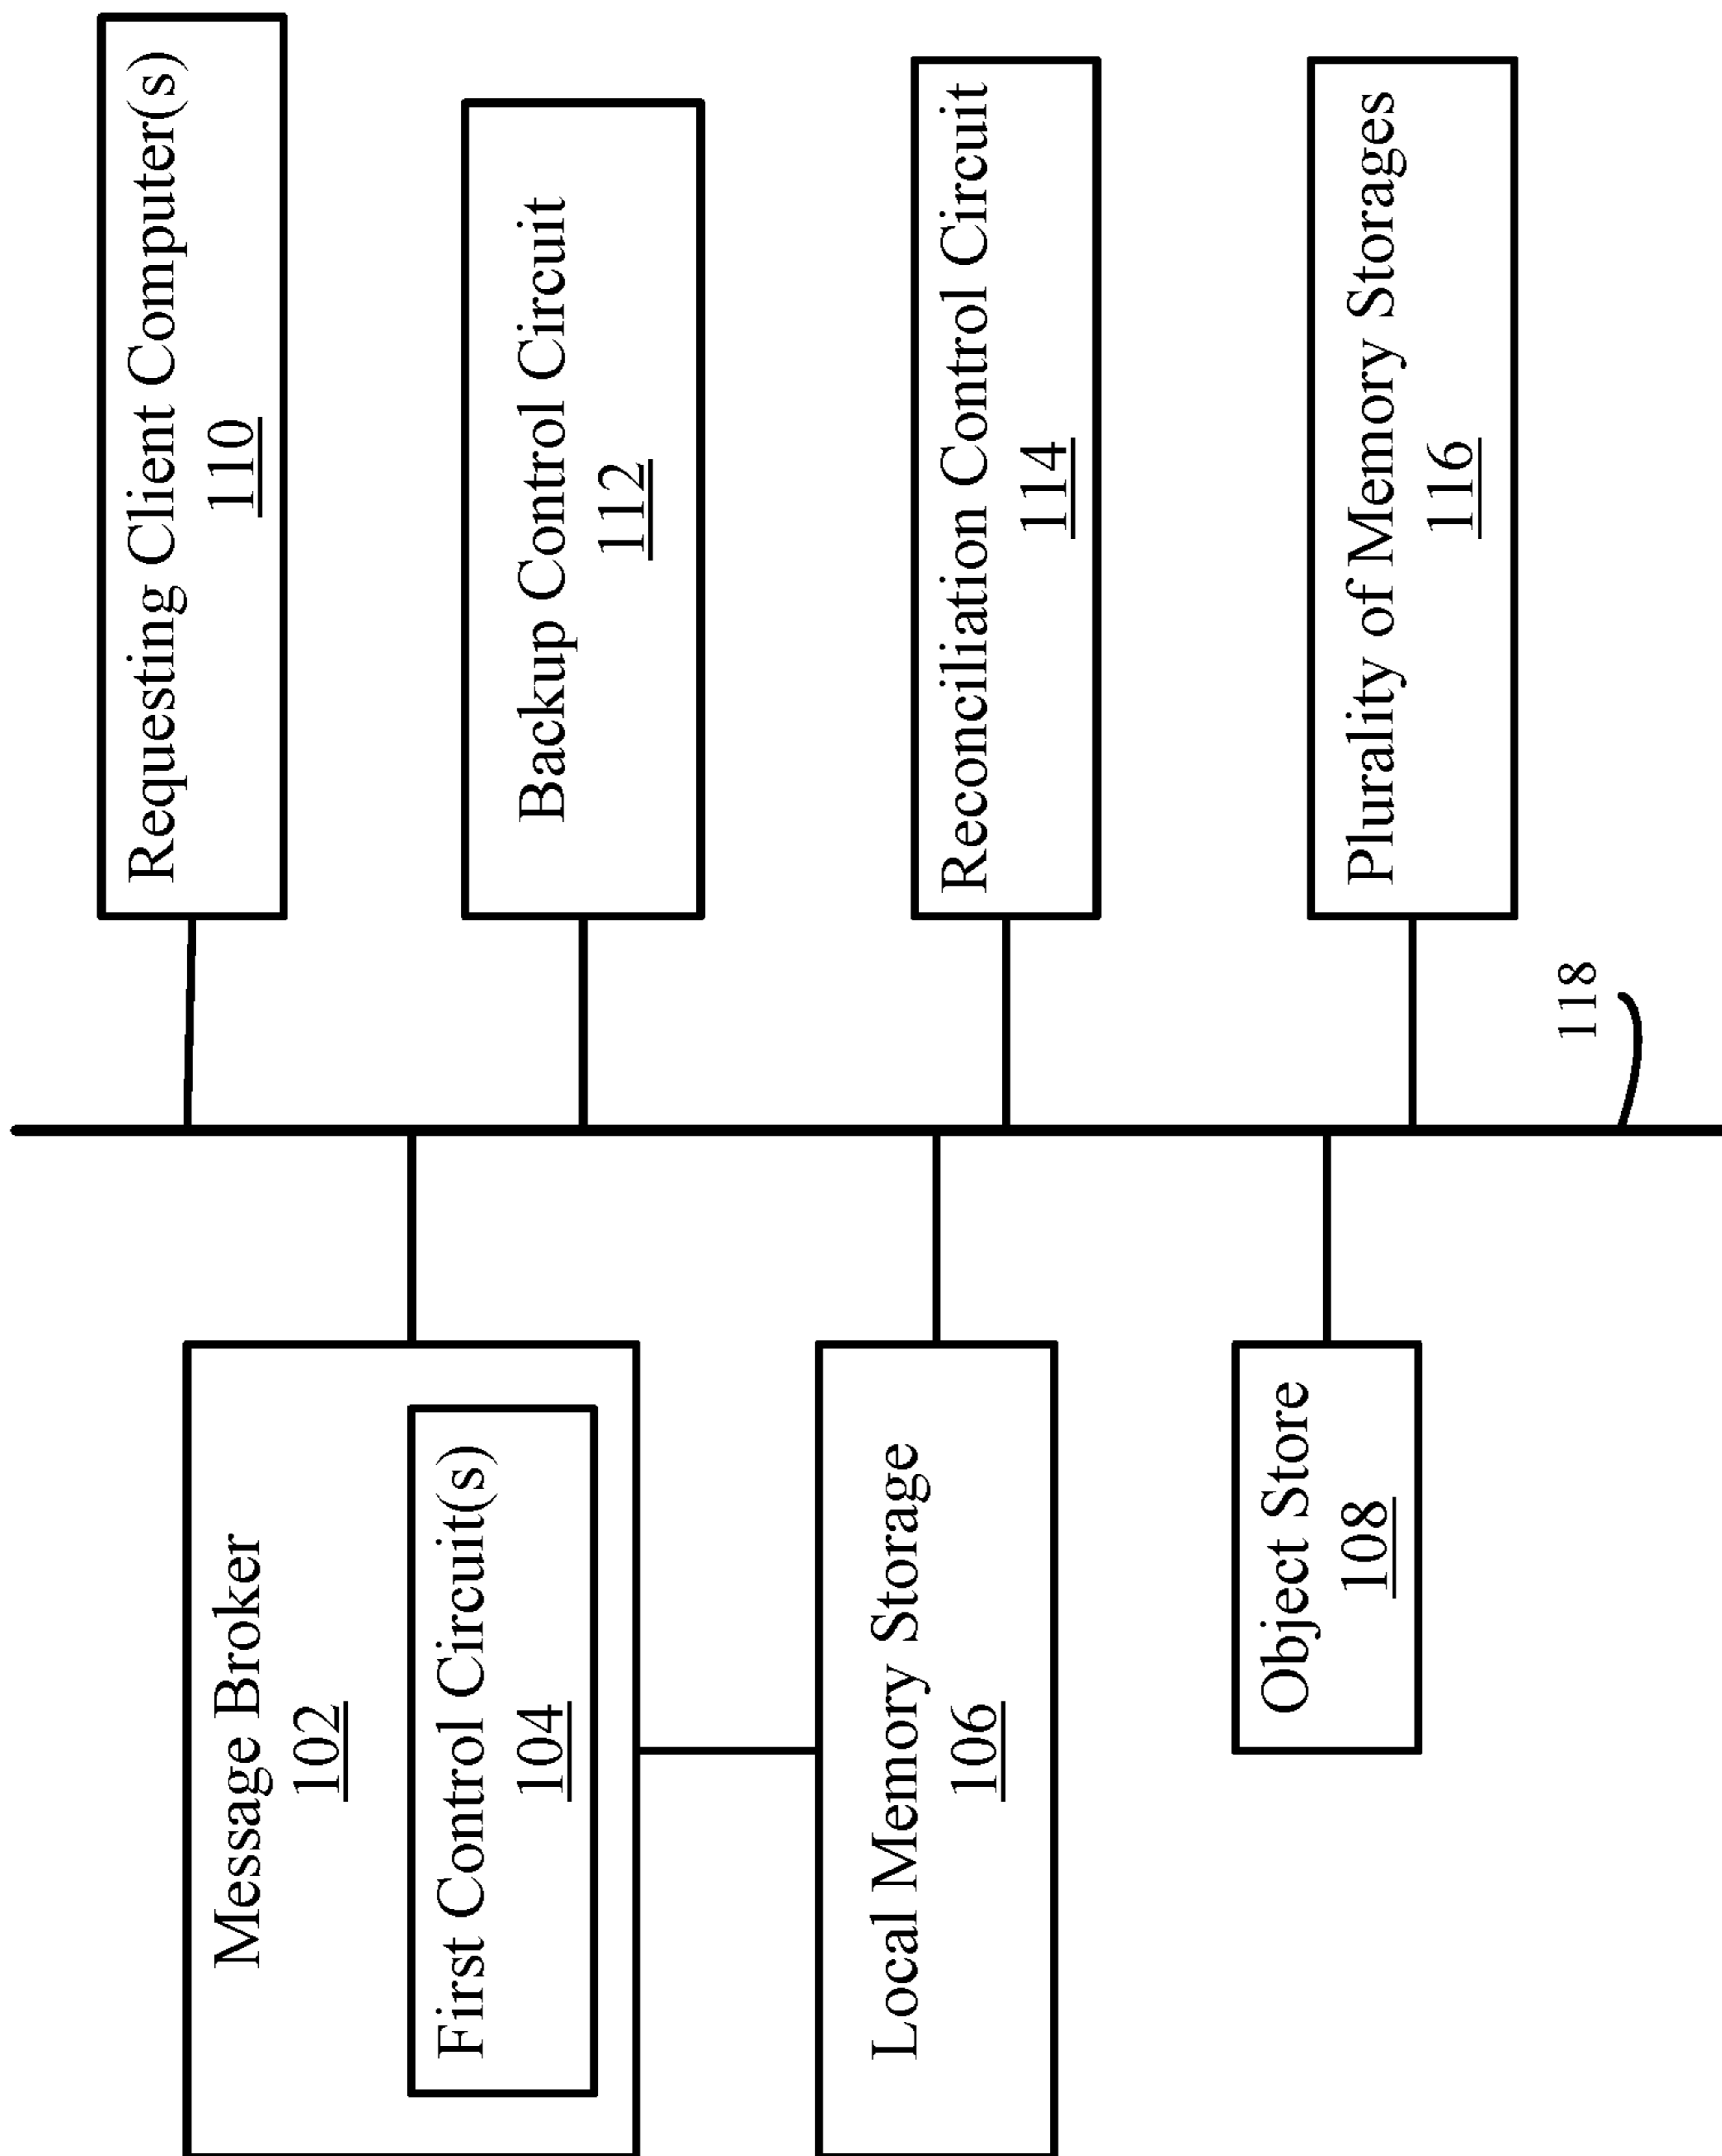 Message Broker
102
First Control Circuit(s)
104
Local Memory Storage
106
Object Store
108
Requesting Client Computer(s)
110
Backup Control Circuit
112
Reconciliation Control Circuit
114
Plurality of Memory Storages
116
118